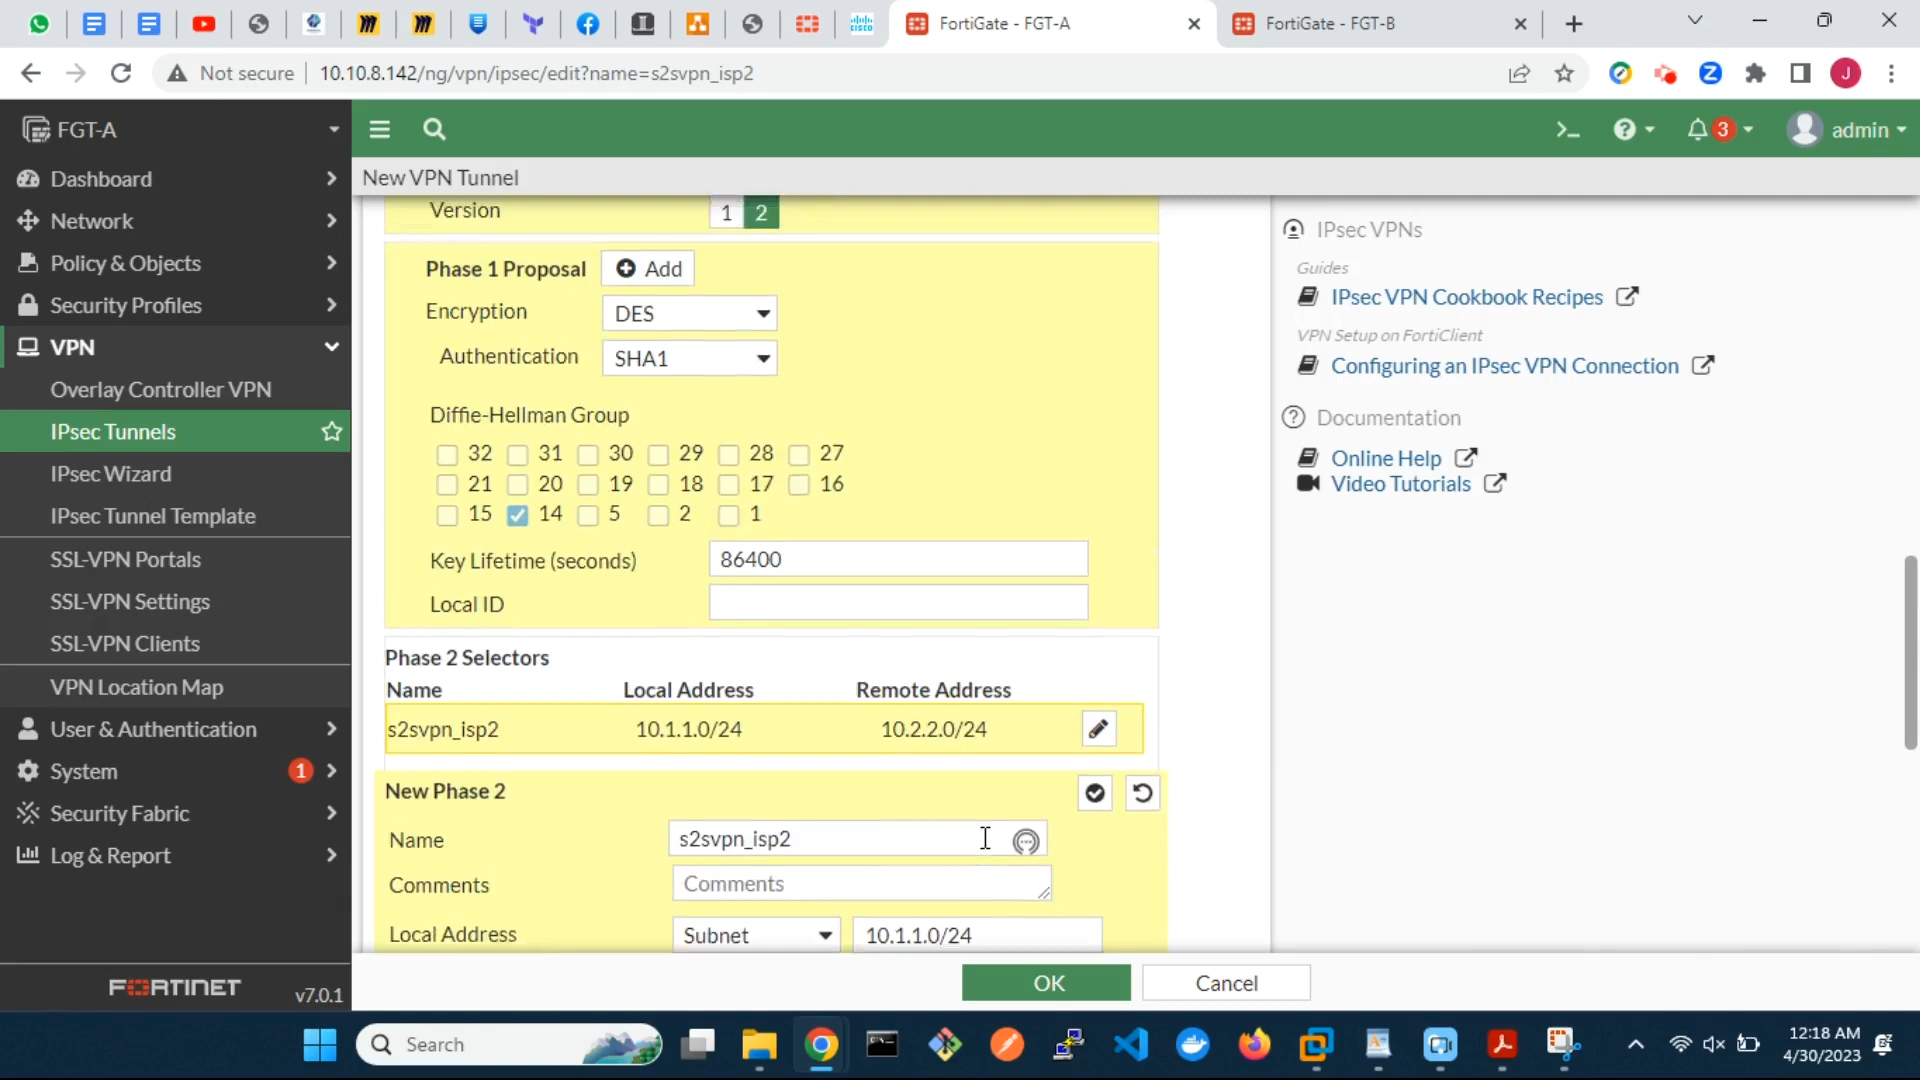 FortiGate - FGT-A
FortiGate - FGT-B
Not secure
10.10.8.142/ng/vpn/ipsec/edit?name=s2svpn_isp2
J
FGT-A
3
admin
New VPN Tunnel
Dashboard
Network
Policy & Objects
Security Profiles
VPN
Overlay Controller VPN
IPsec Tunnels
IPsec Wizard
IPsec Tunnel Template
SSL-VPN Portals
SSL-VPN Settings
SSL-VPN Clients
VPN Location Map
User & Authentication
System 1
Security Fabric
Log & Report
FORTINET
v7.0.1
Version 1 2
Phase 1 Proposal Add
Encryption DES
Authentication SHA1
Diffie-Hellman Group
32 31 30 29 28 27
21 20 19 18 17 16
15 14 5 2 1
Key Lifetime (seconds) 86400
Local ID
Phase 2 Selectors
Name Local Address Remote Address
s2svpn_isp2 10.1.1.0/24 10.2.2.0/24
New Phase 2
Name s2svpn_isp2
Comments Comments
Local Address Subnet 10.1.1.0/24
OK Cancel
IPsec VPNs
Guides
IPsec VPN Cookbook Recipes
VPN Setup on FortiClient
Configuring an IPsec VPN Connection
Documentation
Online Help
Video Tutorials
Search
12:18 AM
4/30/2023